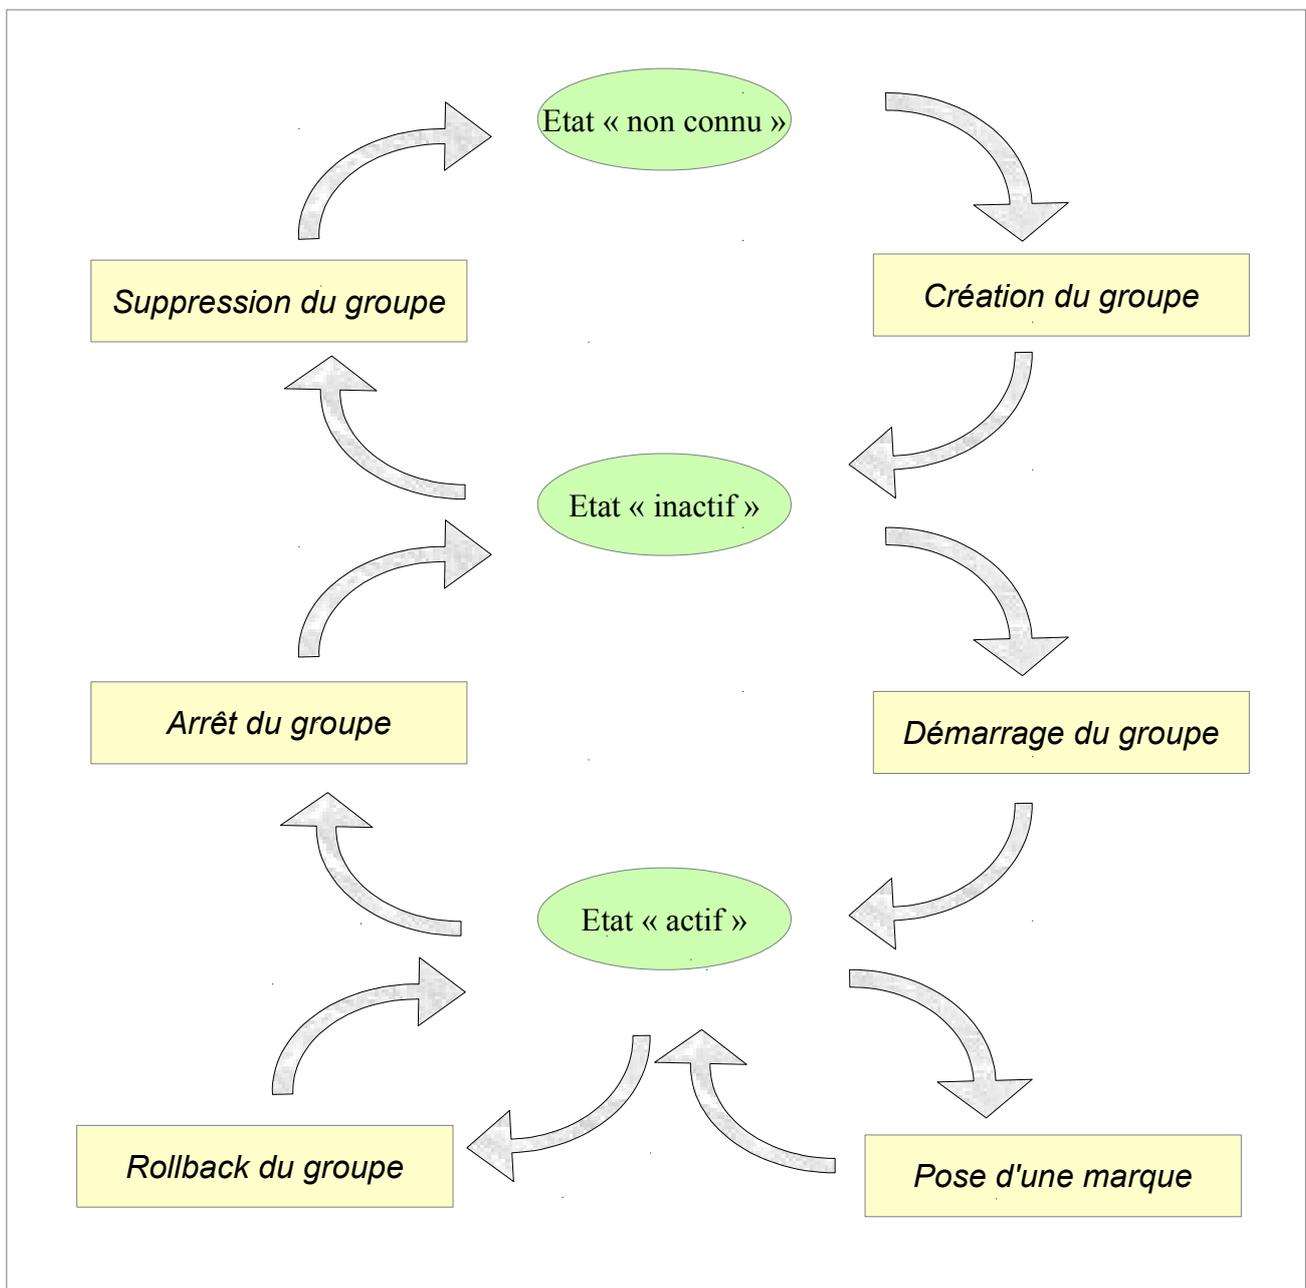 Etat « non connu »
Suppression du groupe
Création du groupe
Etat « inactif »
Arrêt du groupe
Démarrage du groupe
Etat « actif »
Rollback du groupe
Pose d'une marque